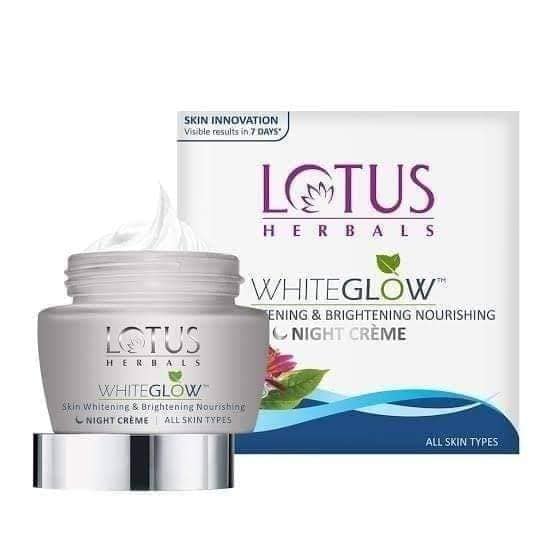 SKIN INNOVATION
Visible results in 7 DAYS*
LOTUS
HERBALS
WHITEGLOW™
TENING & BRIGHTENING NOURISHING
NIGHT CRÈME
ALL SKIN TYPES
LOTUS
HERBALS
WHITEGLOW™
Skin Whitening & Brightening Nourishing
NIGHT CRÈME | ALL SKIN TYPES